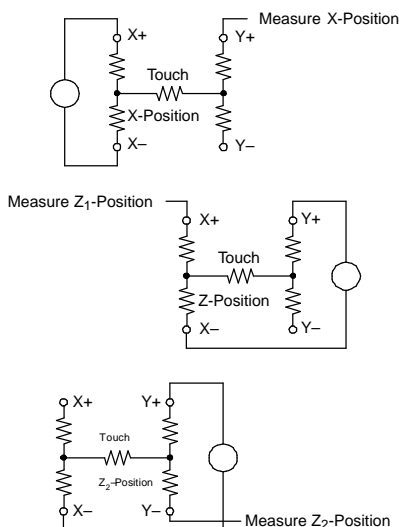 Measure X-Position
X+ Y+
Touch
X-Position
X– Y–
Measure Z1-Position
X+ Y+
Touch
Z-Position
X– Y–
X+ Y+
Touch
Z2-Position
X– Y–
Measure Z2-Position